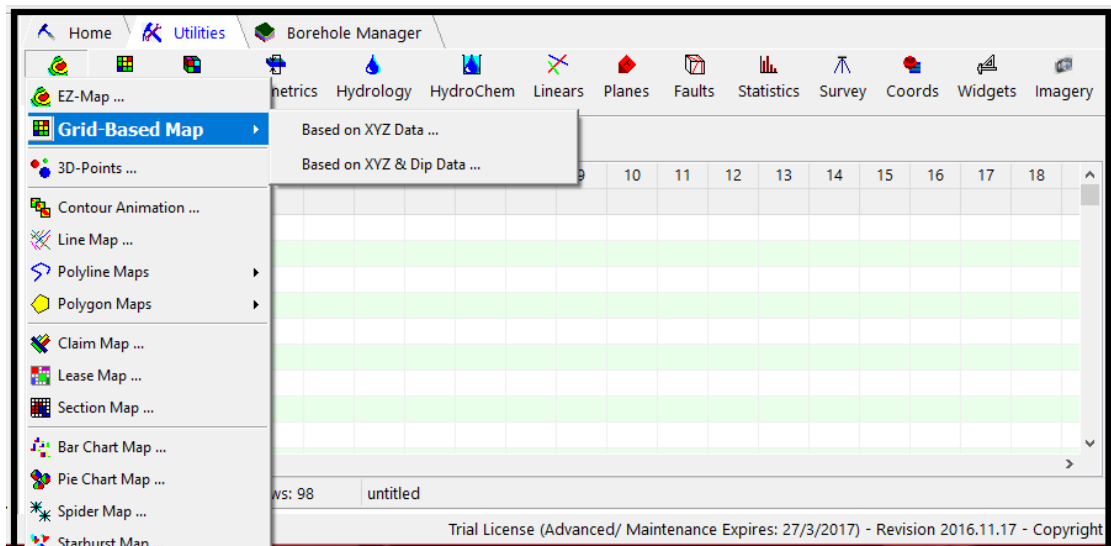 Home Utilities Borehole Manager
netrics Hydrology HydroChem Linears Planes Faults Statistics Survey Coords Widgets Imagery
EZ-Map ...
Grid-Based Map
Based on XYZ Data ...
Based on XYZ & Dip Data ...
3D-Points ...
10 11 12 13 14 15 16 17 18
Contour Animation ...
Line Map ...
Polyline Maps
Polygon Maps
Claim Map ...
Lease Map ...
Section Map ...
Bar Chart Map ...
Pie Chart Map ...
ws: 98 untitled
Spider Map ...
Trial License (Advanced/ Maintenance Expires: 27/3/2017) - Revision 2016.11.17 - Copyright
Starburst Map